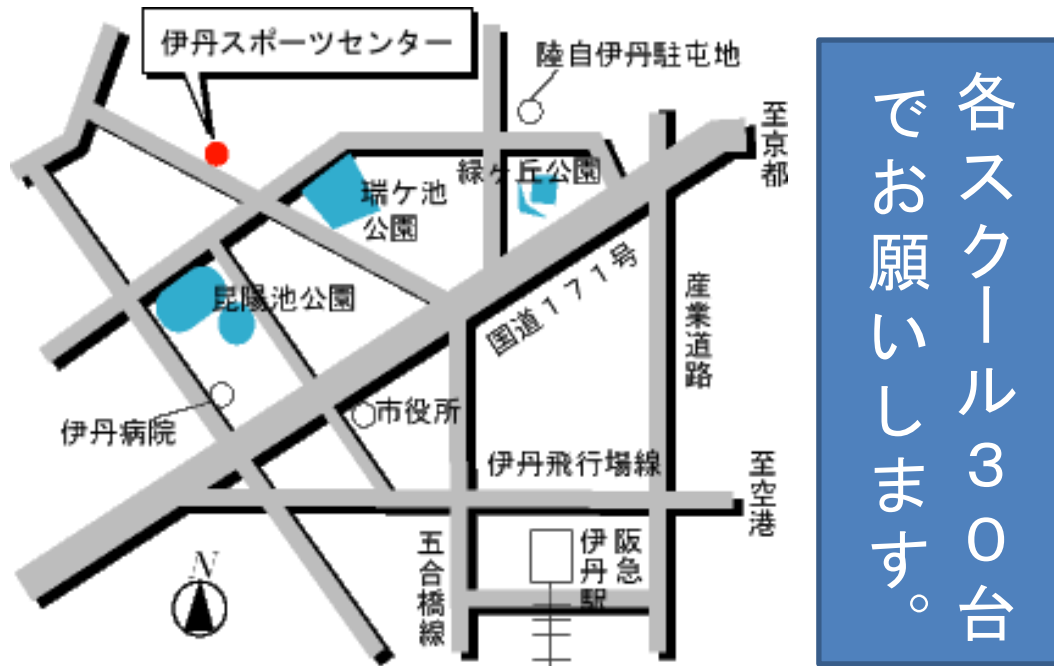 伊丹スポーツセンター
陸自伊丹駐屯地
至京都
緑ヶ丘公園
瑞ケ池
公園
昆陽池公園
国道171号
産業道路
伊丹病院
市役所
伊丹飛行場線
至空港
五合橋線
阪急
伊丹駅
N
各スクール30台
でお願いします。